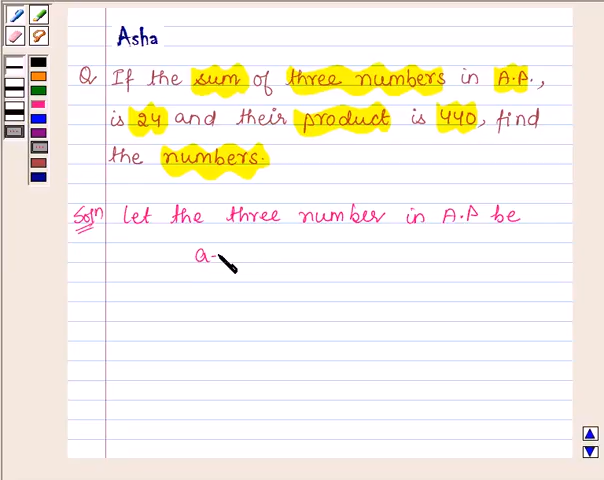 Asha
Q If the sum of three numbers in A.P.,
is 24 and their product is 440, find
the numbers.
Soln Let the three number in A.P be
a-